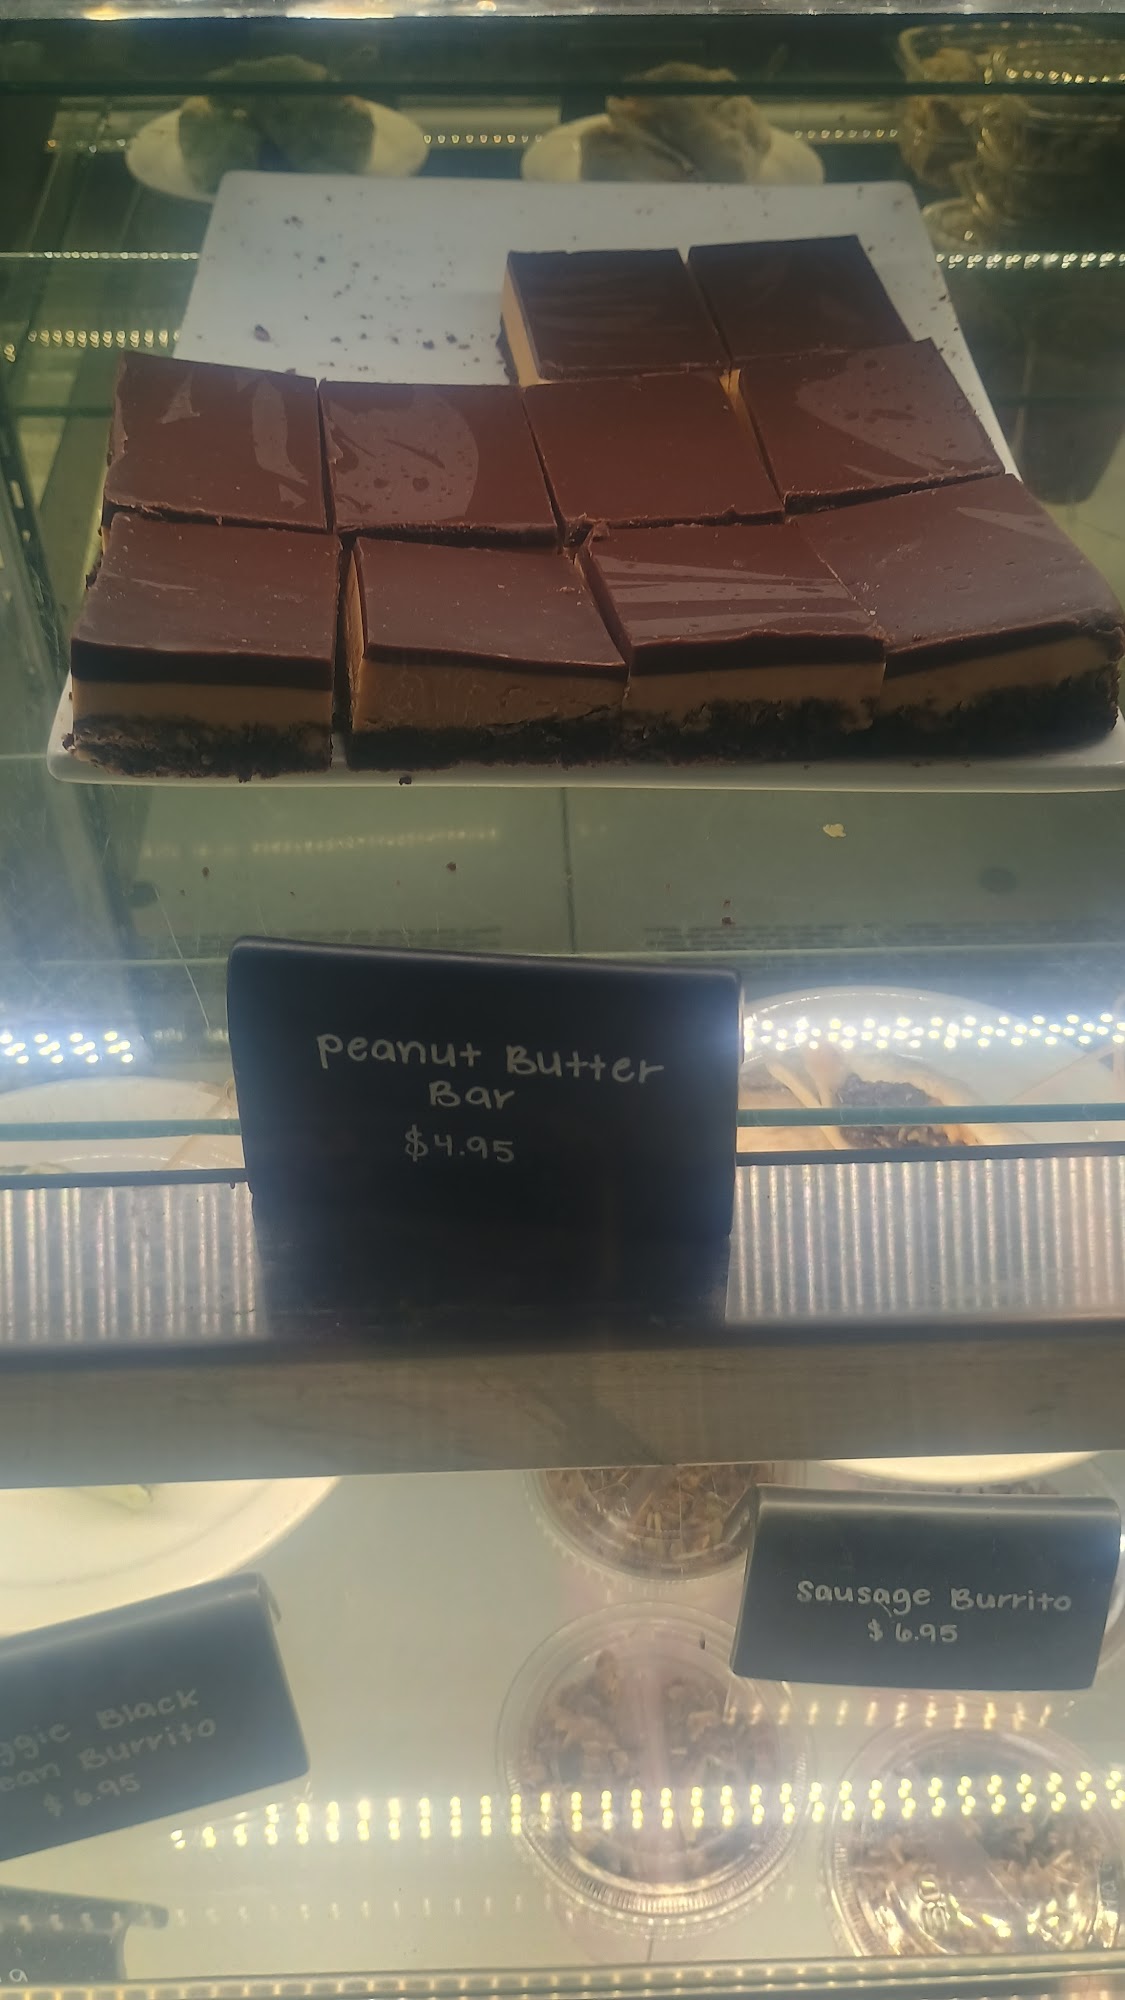 peanut Butter
Bar
$4.95
Sausage Burrito
$6.95
Black
Burrito
$6.95